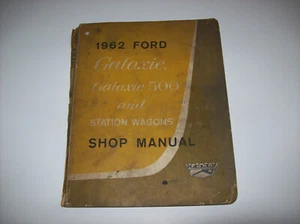 1962 FORD
Galaxie,
Galaxie 500
and
STATION WAGONS
SHOP MANUAL